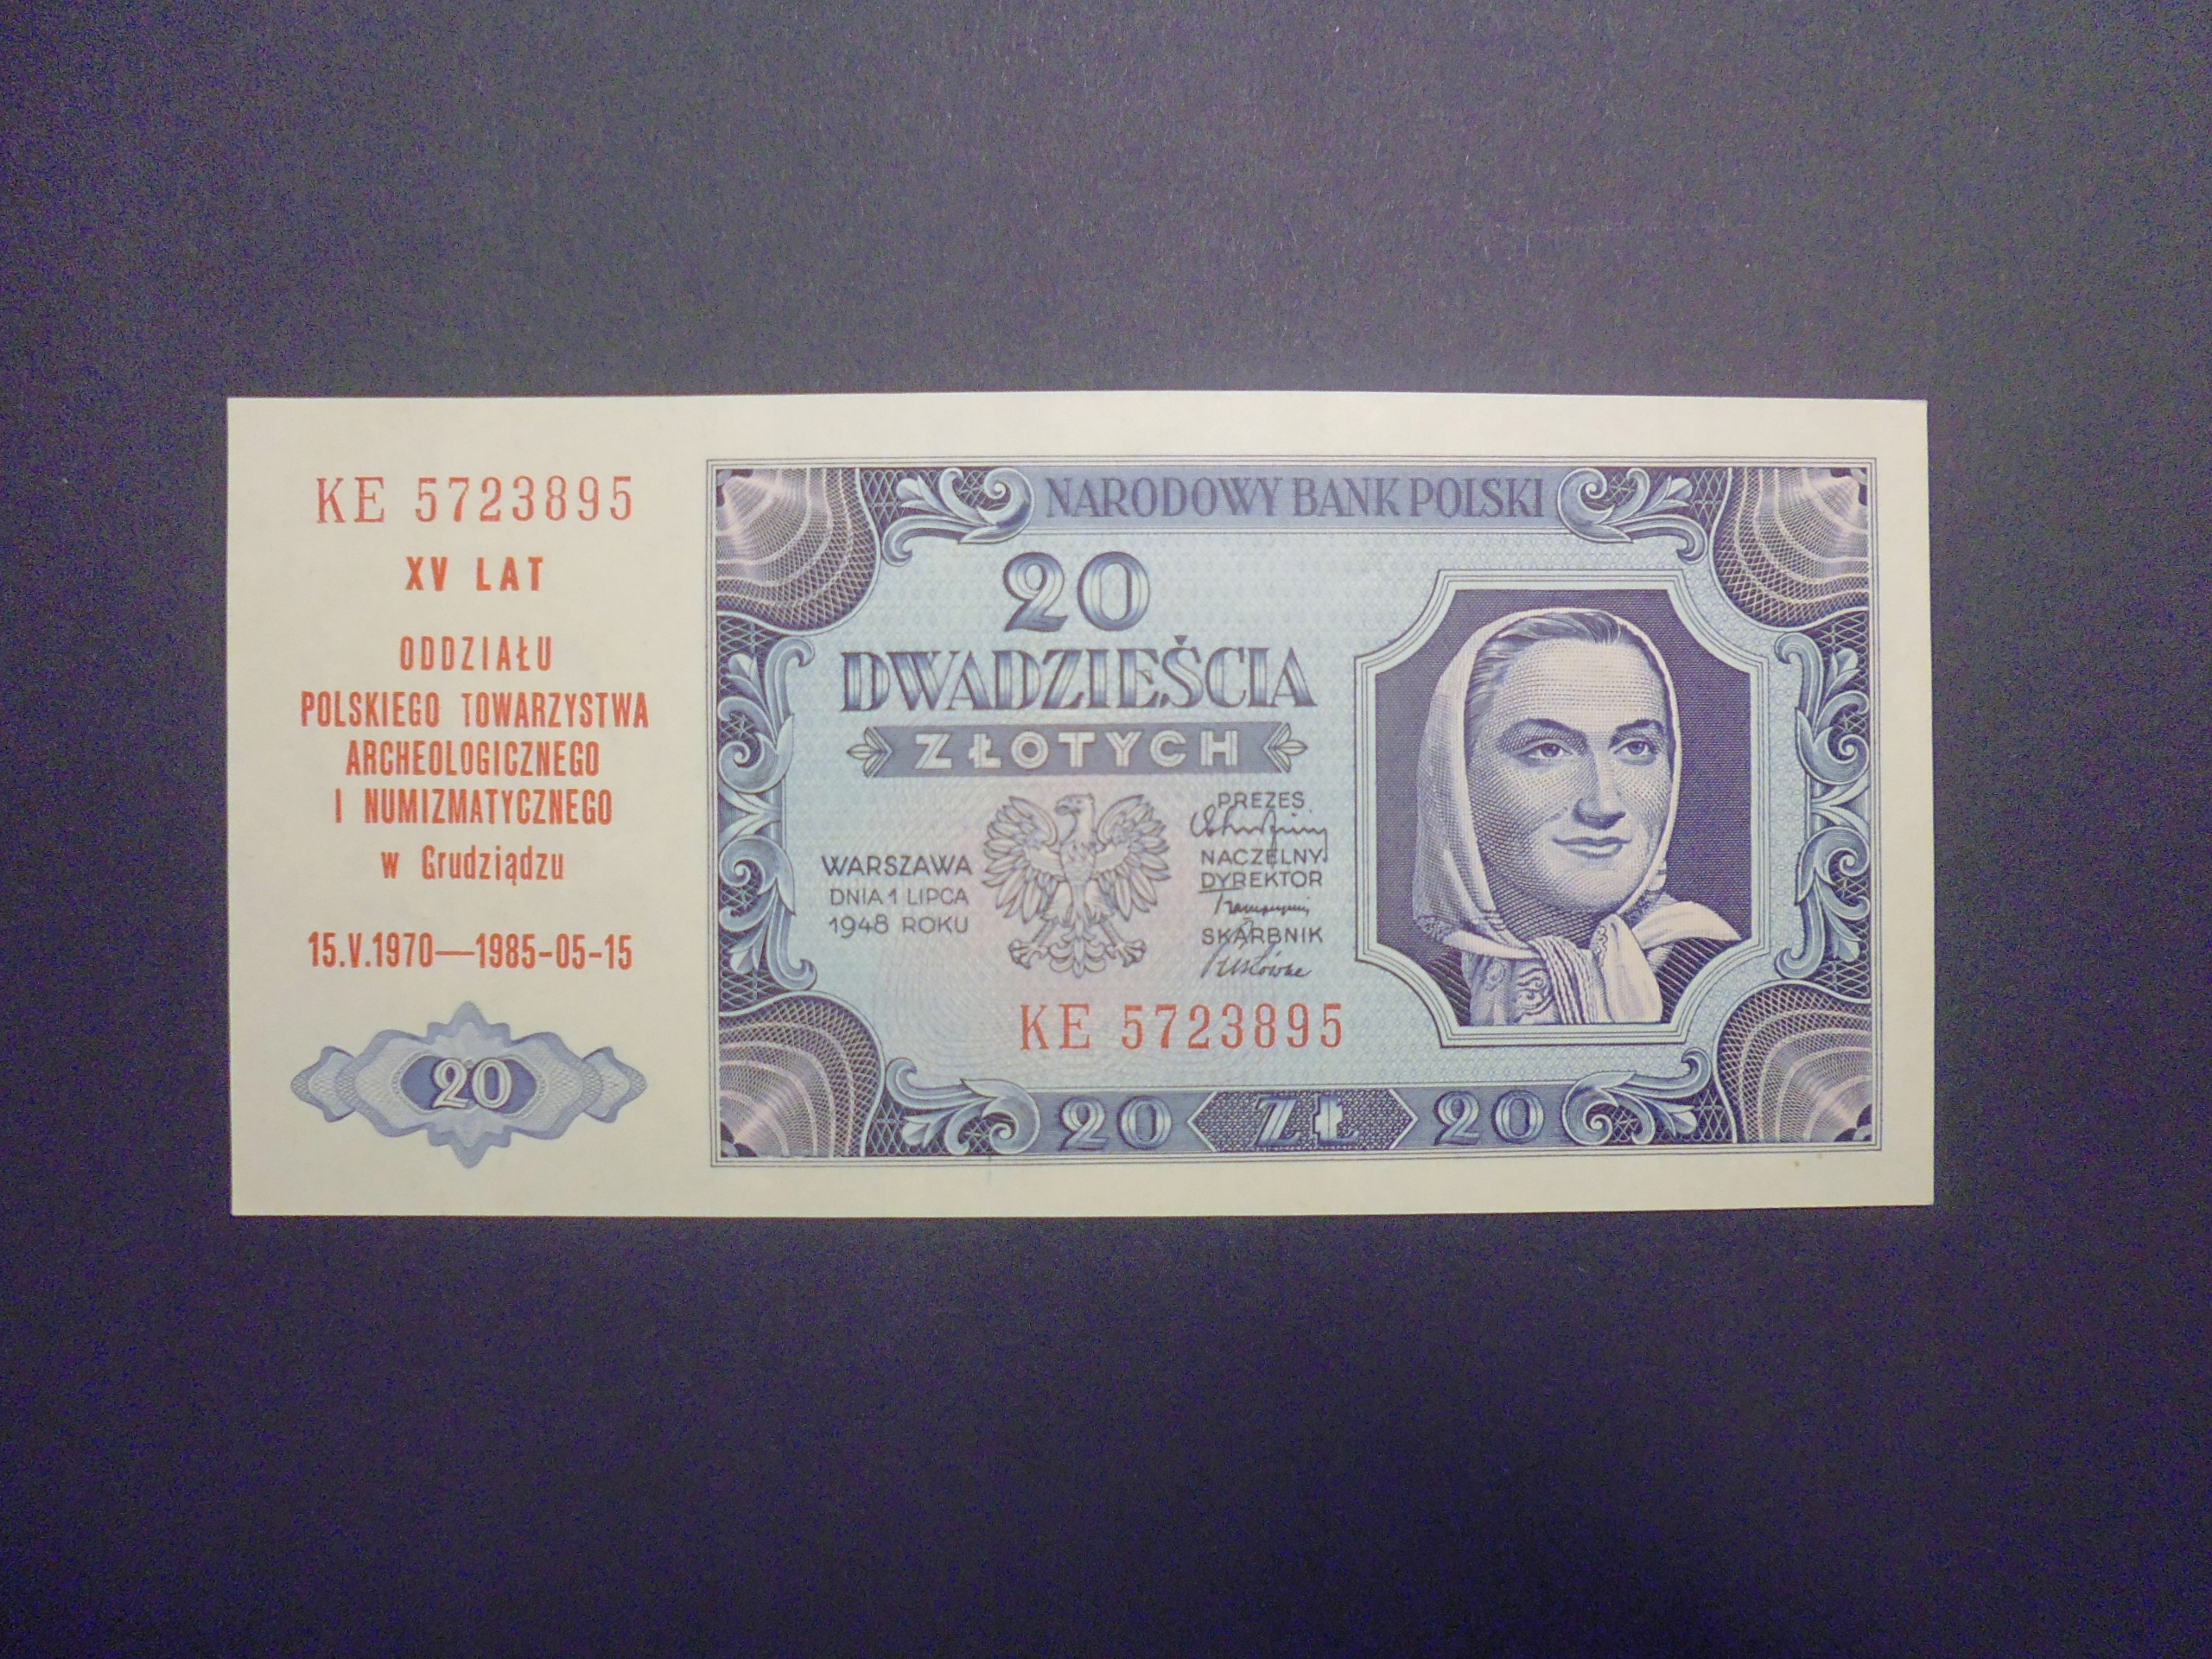 KE 5723895
XV LAT
ODDZIAŁU
POLSKIEGO TOWARZYSTWA
ARCHEOLOGICZNEGO
I NUMIZMATYCZNEGO
w Grudziądzu
15.V.1970—1985-05-15
20
NARODOWY BANK POLSKI
20
DWADZIEŚCIA
ZŁOTYCH
WARSZAWA
DNIA 1 LIPCA
1948 ROKU
PREZES
NACZELNY
DYREKTOR
SKARBNIK
KE 5723895
20 ZŁ 20